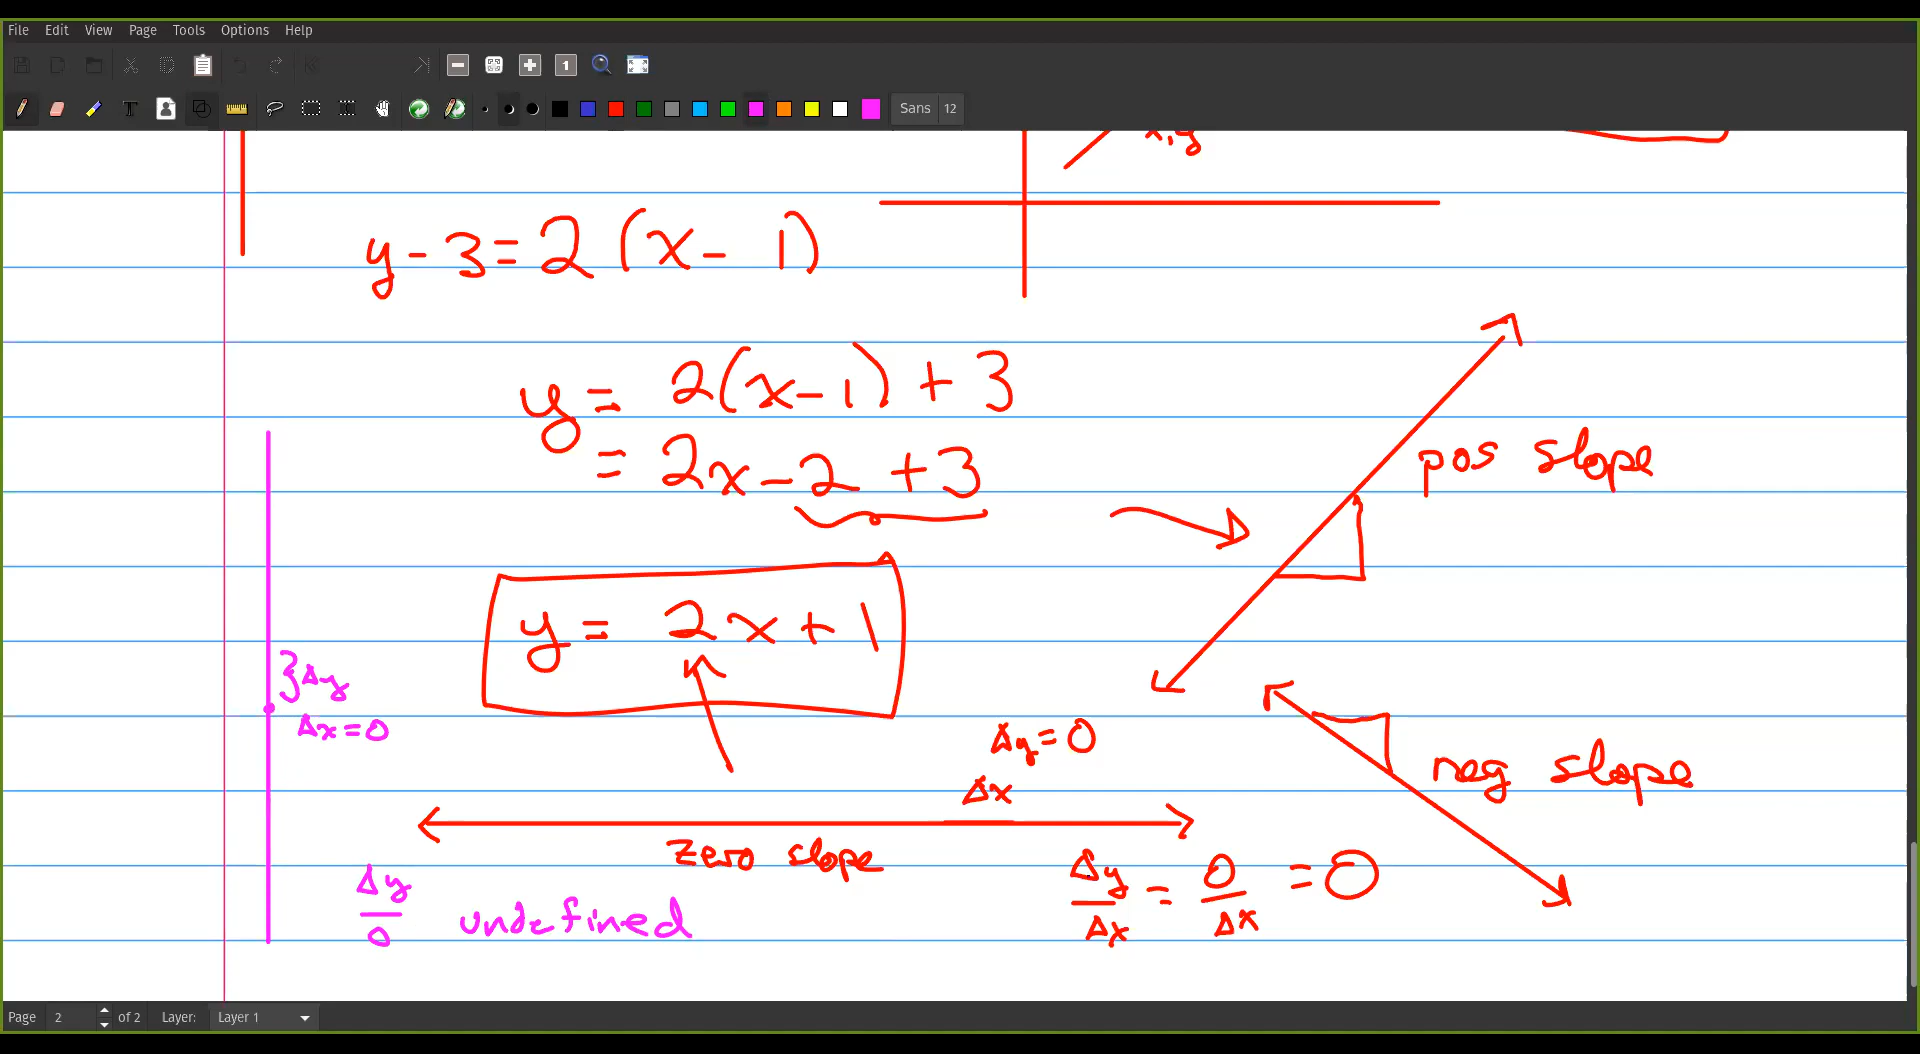 File Edit View Page Tools Options Help
1
T
Sans 12
x, y
y - 3 = 2 (x - 1)
y = 2(x - 1) + 3
= 2x - 2 + 3
pos slope
y = 2x + 1
}Δy
Δx = 0
Δy = 0
Δx
neg slope
zero slope
Δy/Δx = 0/Δx = 0
Δy/0 undefined
Page 2 of 2 Layer: Layer 1